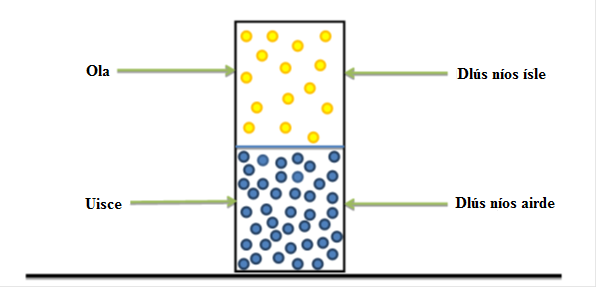 Ola
Dlús níos ísle
Uisce
Dlús níos airde